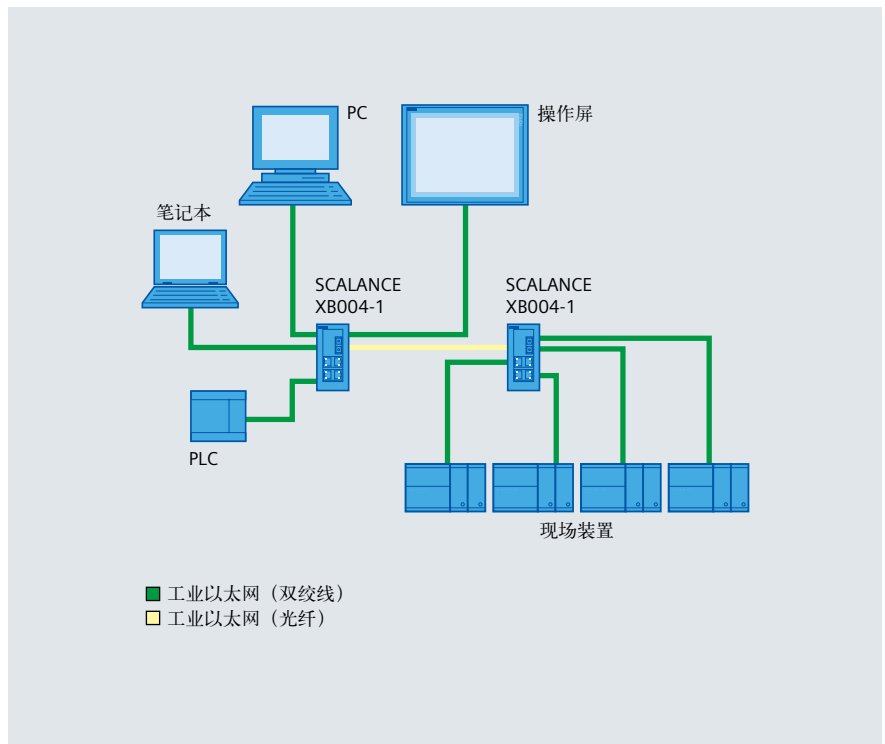 PC
操作屏
笔记本
SCALANCE
XB004-1
SCALANCE
XB004-1
PLC
现场装置
工业以太网（双绞线）
工业以太网（光纤）